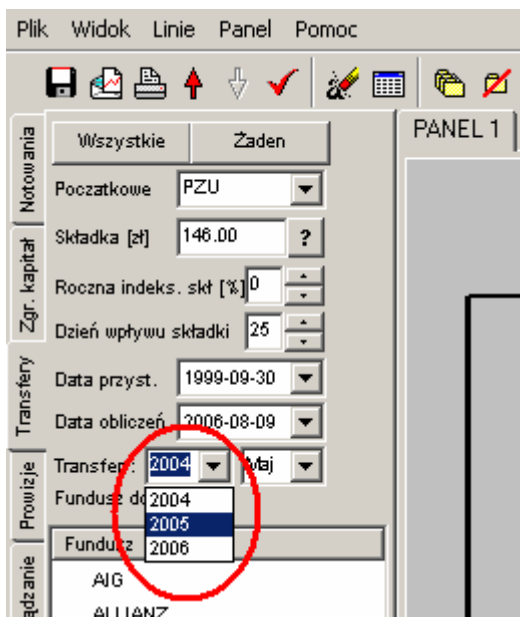 Plik Widok Linie Panel Pomoc
Notowania
Zgr. kapitał
Transfery
Prowizje
Wszystkie Żaden
PANEL 1
Poczatkowe PZU
Składka [zł] 146.00 ?
Roczna indeks. skł [%] 0
Dzień wpływu składki 25
Data przyst. 1999-09-30
Data obliczeń 2006-08-09
Transfery: 2004 Maj
Fundusz
2004
2005
2006
Fundusz
AIG
ALLIANZ